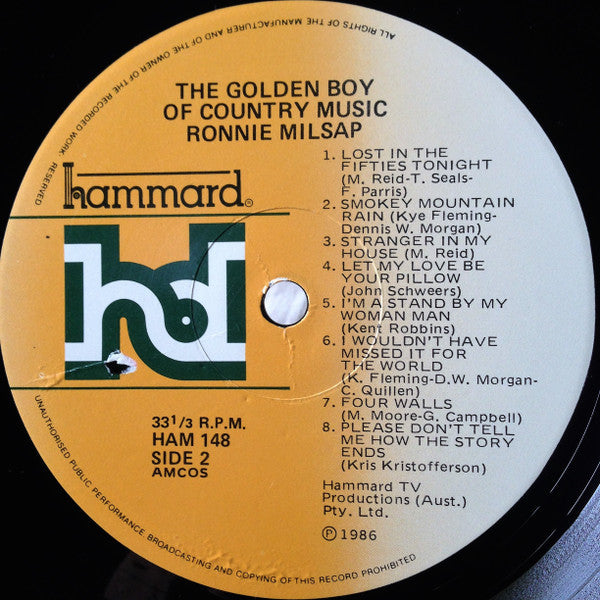 ALL RIGHTS OF THE MANUFACTURER AND OF THE OWNER OF THE RECORDED WORK. RESERVED
THE GOLDEN BOY
OF COUNTRY MUSIC
RONNIE MILSAP
hammard®
hd
1. LOST IN THE
FIFTIES TONIGHT
(M. Reid-T. Seals-
F. Parris)
2. SMOKEY MOUNTAIN
RAIN (Kye Fleming-
Dennis W. Morgan)
3. STRANGER IN MY
HOUSE (M. Reid)
4. LET MY LOVE BE
YOUR PILLOW
(John Schweers)
5. I'M A STAND BY MY
WOMAN MAN
(Kent Robbins)
6. I WOULDN'T HAVE
MISSED IT FOR
THE WORLD
(K. Fleming-D.W. Morgan-
C. Quillen)
7. FOUR WALLS
(M. Moore-G. Campbell)
8. PLEASE DON'T TELL
ME HOW THE STORY
ENDS
(Kris Kristofferson)
33 1/3 R.P.M.
HAM 148
SIDE 2
AMCOS
Hammard TV
Productions (Aust.)
Pty. Ltd.
℗ 1986
UNAUTHORISED PUBLIC PERFORMANCE BROADCASTING AND COPYING OF THIS RECORD PROHIBITED